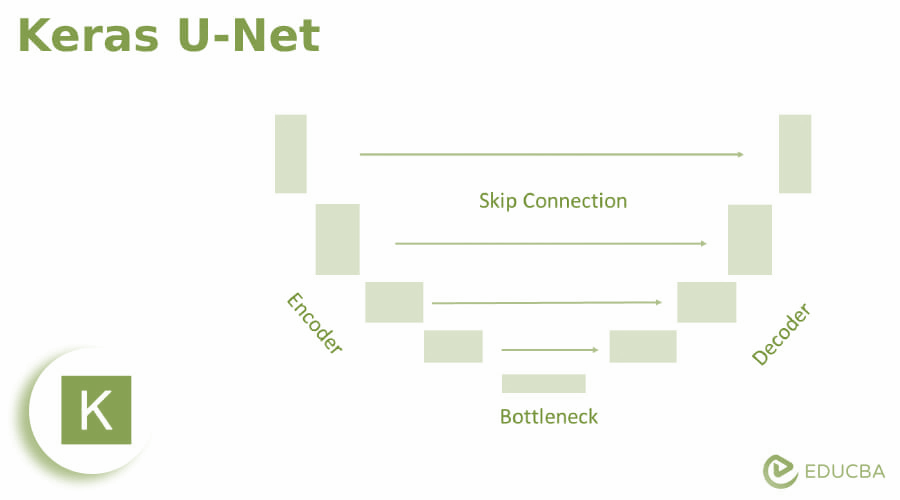 Keras U-Net
Skip Connection
Encoder
Decoder
Bottleneck
K
EDUCBA